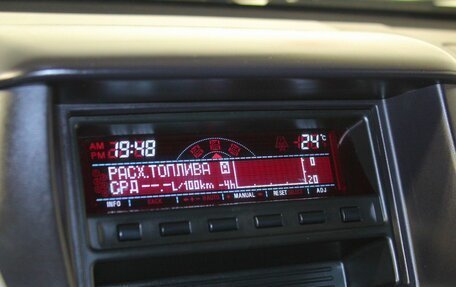 AM 19:48 24°C
PM
РАСХ.ТОПЛИВА A 0
СРД --.-L/100km -4h 20
INFO MANUAL RESET ADJ